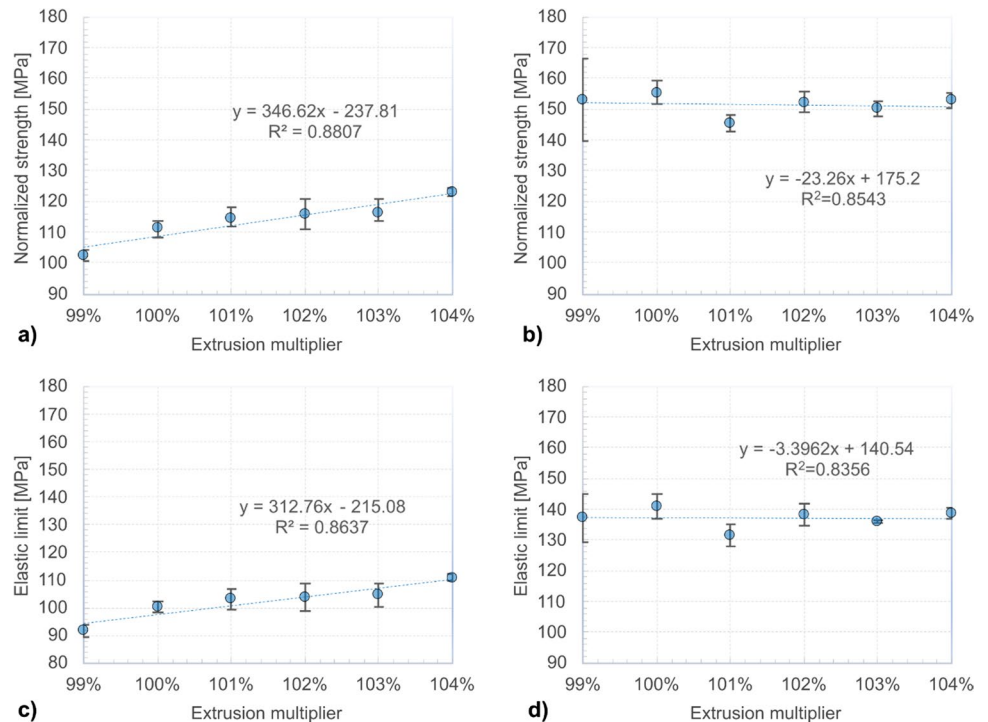 180
170
160
150
140
130
120
110
100
90
Normalized strength [MPa]
y = 346.62x - 237.81
R² = 0.8807
99% 100% 101% 102% 103% 104%
Extrusion multiplier
a)
180
170
160
150
140
130
120
110
100
90
Normalized strength [MPa]
y = -23.26x + 175.2
R²=0.8543
99% 100% 101% 102% 103% 104%
Extrusion multiplier
b)
180
170
160
150
140
130
120
110
100
90
80
Elastic limit [MPa]
y = 312.76x - 215.08
R² = 0.8637
99% 100% 101% 102% 103% 104%
Extrusion multiplier
c)
180
170
160
150
140
130
120
110
100
90
Elastic limit [MPa]
y = -3.3962x + 140.54
R²=0.8356
99% 100% 101% 102% 103% 104%
Extrusion multiplier
d)